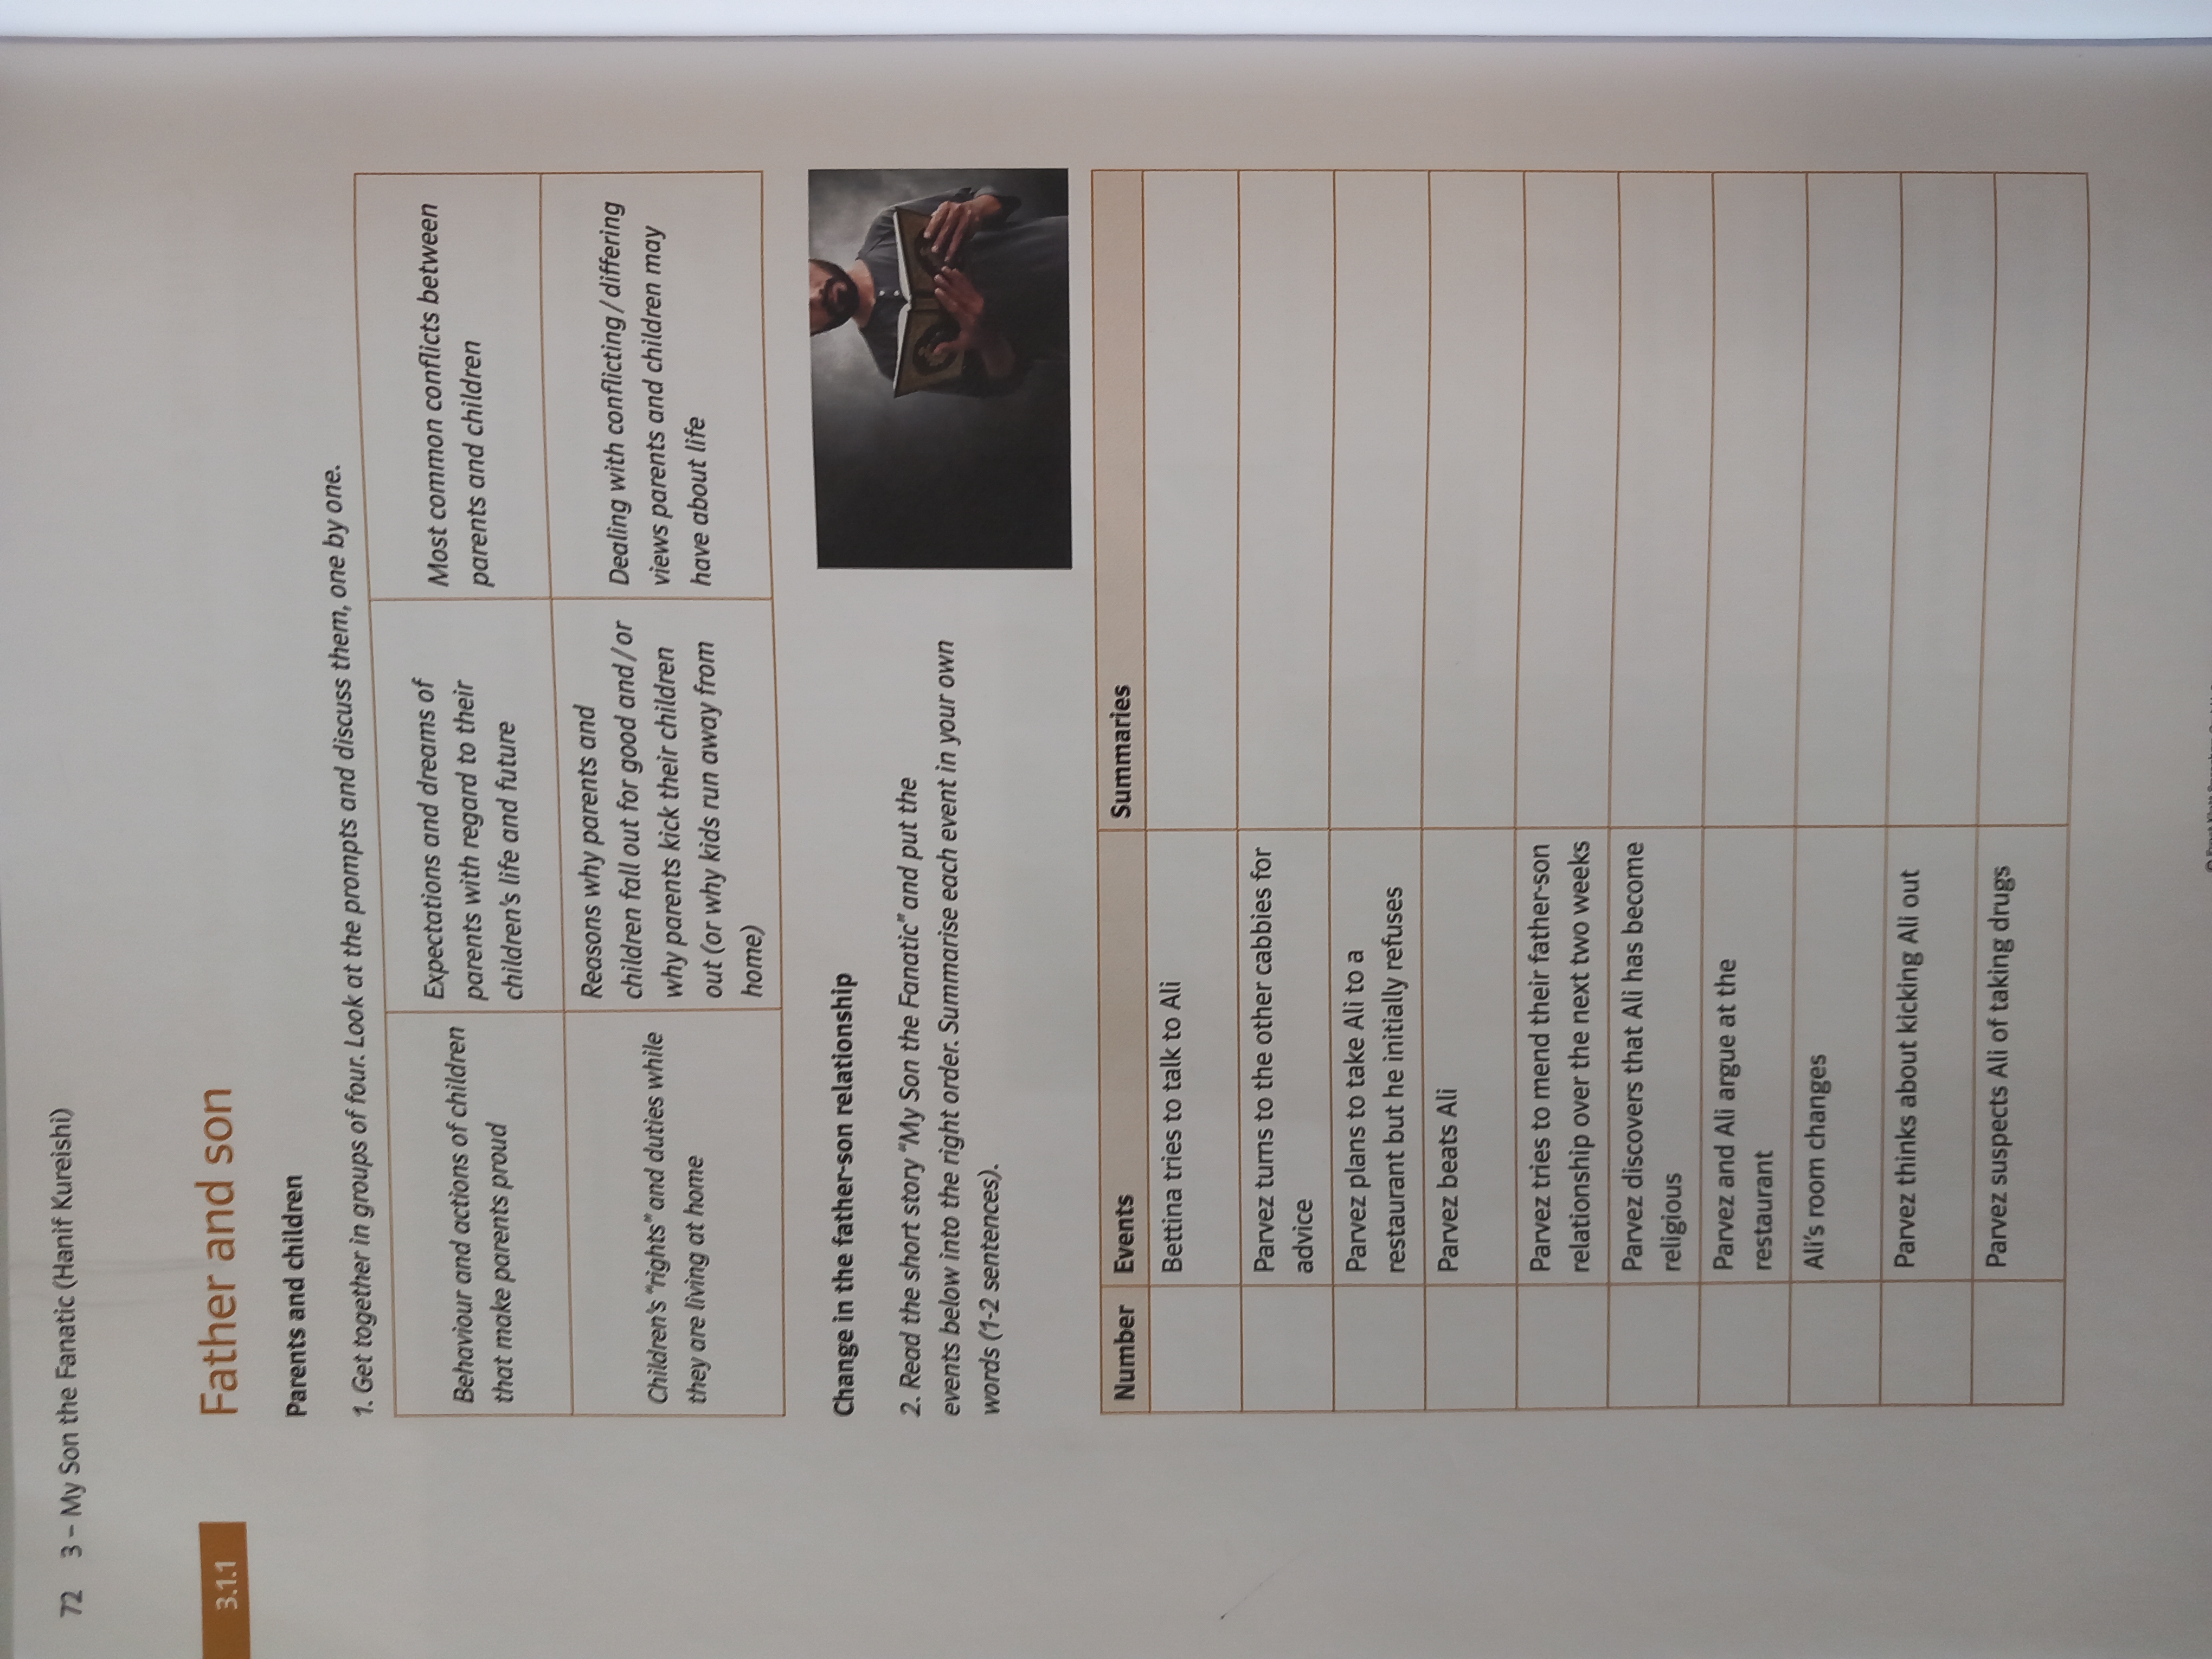 72 3 – My Son the Fanatic (Hanif Kureishi)
3.1.1
Father and son
Parents and children
1. Get together in groups of four. Look at the prompts and discuss them, one by one.
Behaviour and actions of children
that make parents proud
Expectations and dreams of
parents with regard to their
children's life and future
Most common conflicts between
parents and children
Children's "rights" and duties while
they are living at home
Reasons why parents and
children fall out for good and / or
why parents kick their children
out (or why kids run away from
home)
Dealing with conflicting / differing
views parents and children may
have about life
Change in the father-son relationship
2. Read the short story "My Son the Fanatic" and put the
events below into the right order. Summarise each event in your own
words (1-2 sentences).
Number Events Summaries
Bettina tries to talk to Ali
Parvez turns to the other cabbies for
advice
Parvez plans to take Ali to a
restaurant but he initially refuses
Parvez beats Ali
Parvez tries to mend their father-son
relationship over the next two weeks
Parvez discovers that Ali has become
religious
Parvez and Ali argue at the
restaurant
Ali's room changes
Parvez thinks about kicking Ali out
Parvez suspects Ali of taking drugs